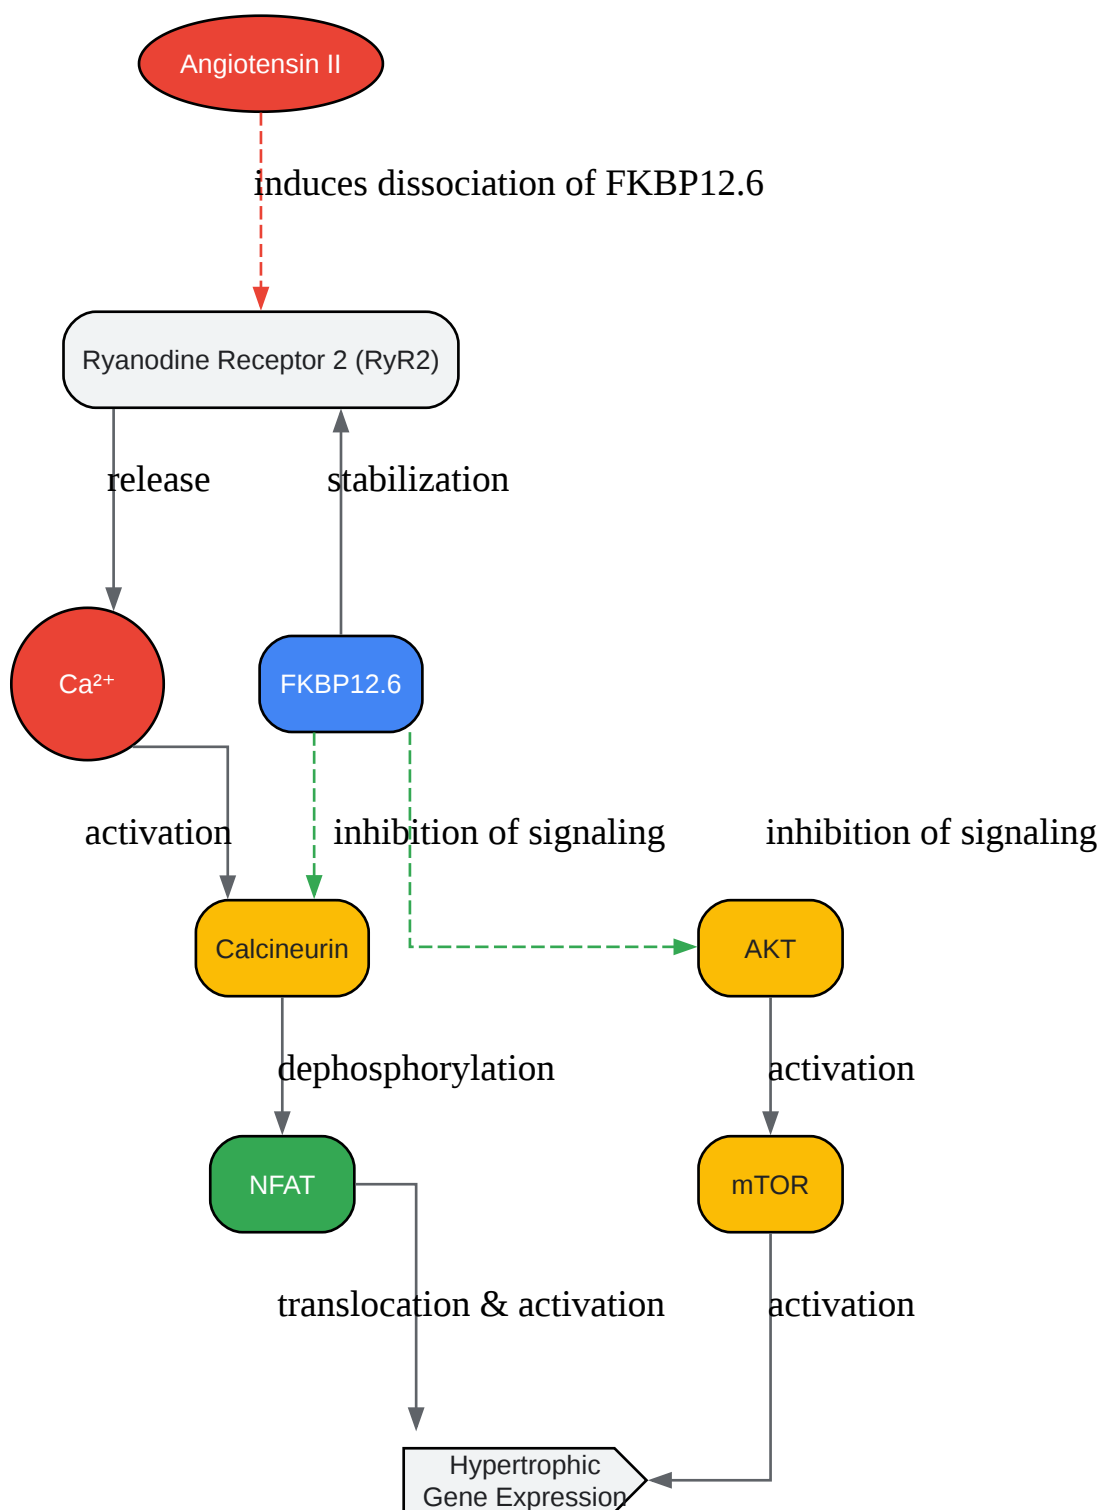 Angiotensin II
induces dissociation of FKBP12.6
Ryanodine Receptor 2 (RyR2)
release
stabilization
Ca²⁺
FKBP12.6
activation
inhibition of signaling
inhibition of signaling
Calcineurin
AKT
dephosphorylation
activation
NFAT
mTOR
translocation & activation
activation
Hypertrophic
Gene Expression